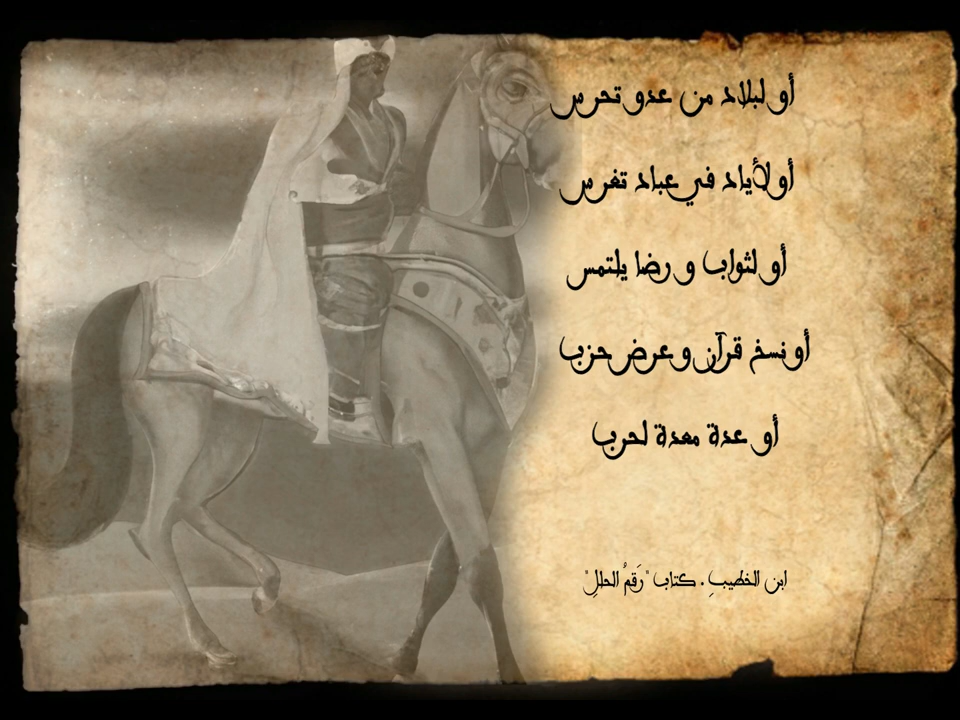 أو لبلاد من عدو تحرس
أو لأياد في عباد تغرس
أو لثواب و رضا يلتمس
أو نسخ قرآن و عرض حزب
أو عدة معدة لحرب
ابن الخطيبِ . كتاب "رَقمُ الحللِ"